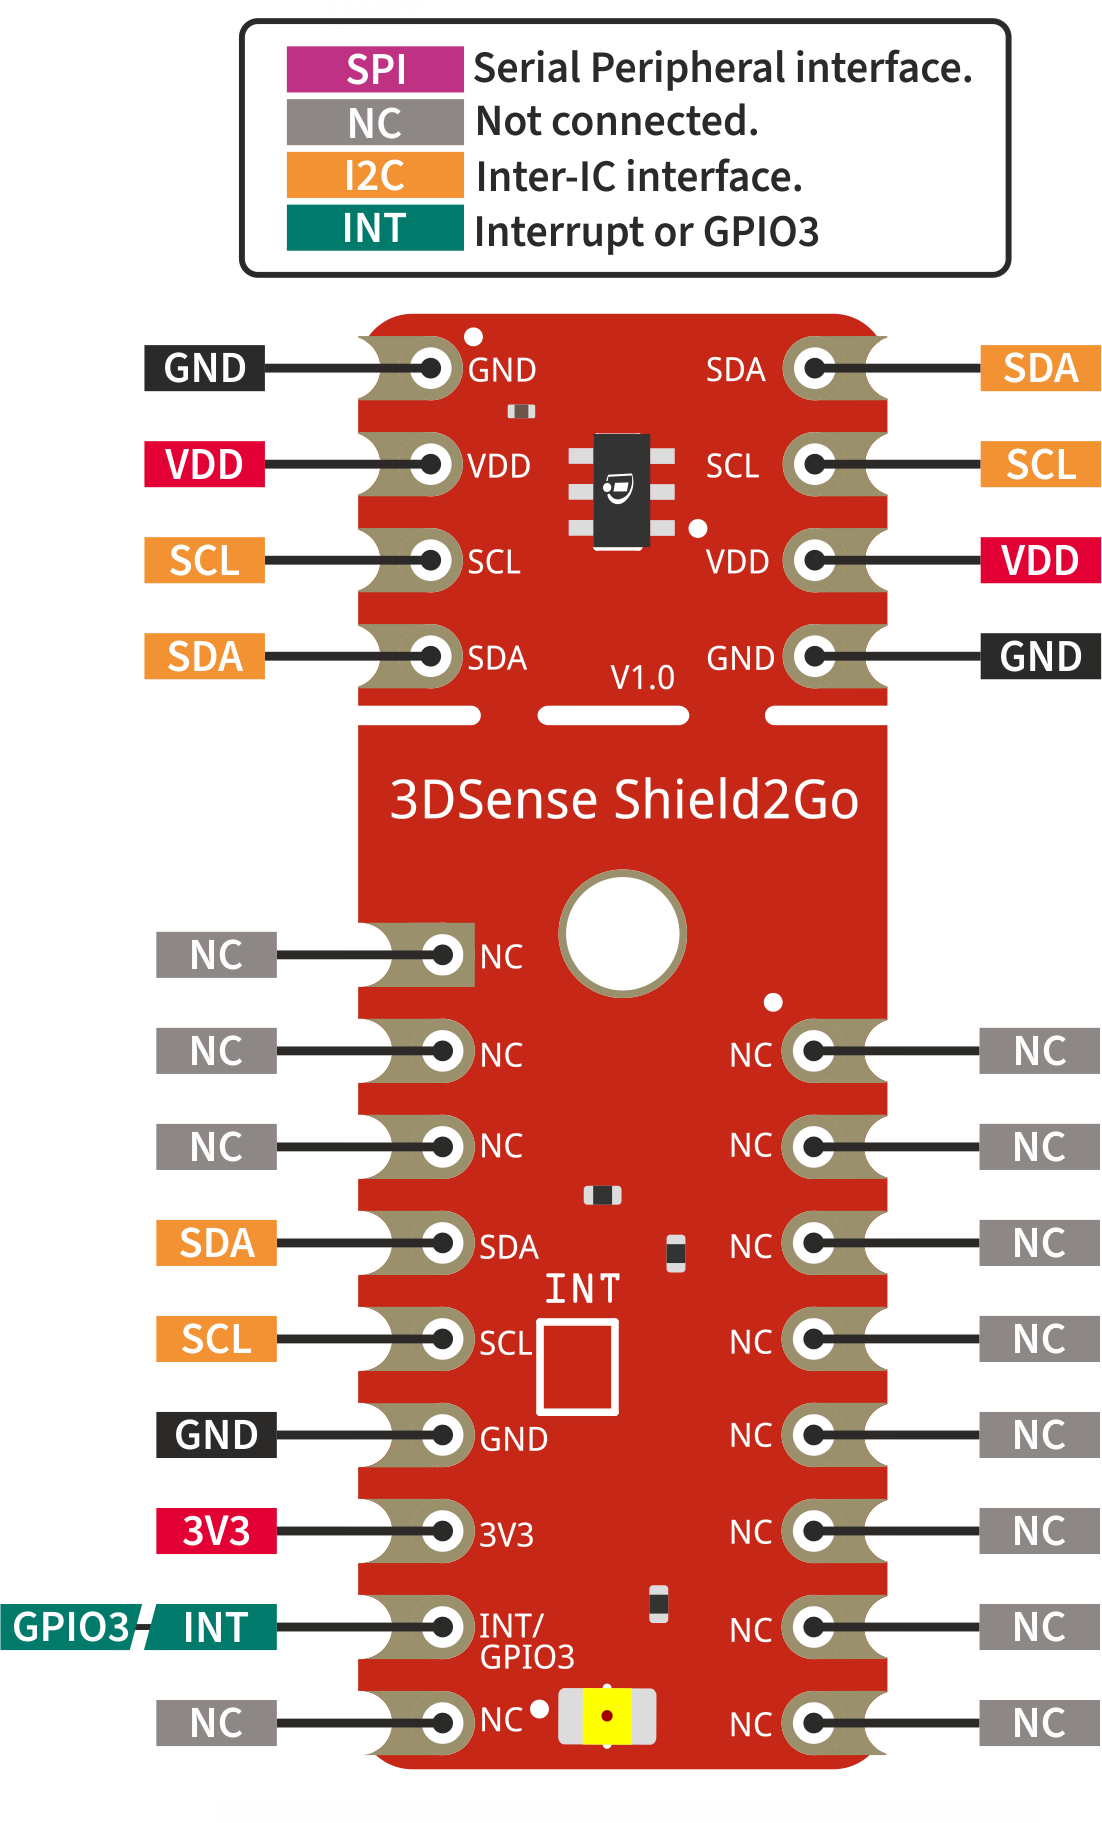 SPI Serial Peripheral interface.
NC Not connected.
I2C Inter-IC interface.
INT Interrupt or GPIO3
GND GND SDA SDA
VDD VDD SCL SCL
SCL SCL VDD VDD
SDA SDA GND GND
V1.0
3DSense Shield2Go
NC NC
NC NC NC NC
NC NC NC NC
SDA SDA NC NC
INT
SCL SCL NC NC
GND GND NC NC
3V3 3V3 NC NC
GPIO3 INT INT/ NC NC
GPIO3
NC NC NC NC